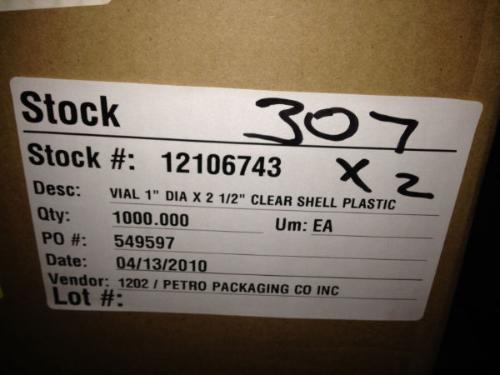 Stock 307
Stock #: 12106743 x 2
Desc: VIAL 1" DIA X 2 1/2" CLEAR SHELL PLASTIC
Qty: 1000.000 Um: EA
PO #: 549597
Date: 04/13/2010
Vendor: 1202 / PETRO PACKAGING CO INC
Lot #: